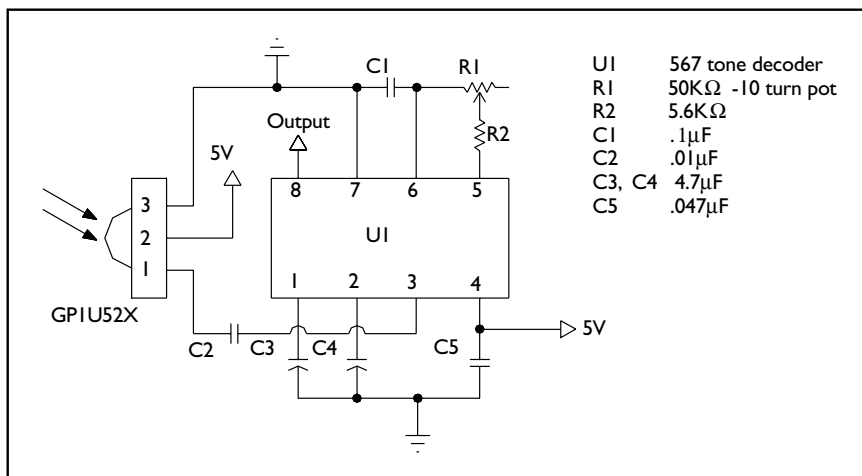 C1
R1
Output
R2
5V
8
7
6
5
3
2
1
U1
1
2
3
4
GP1U52X
C2
C3
C4
C5
5V
U1 567 tone decoder
R1 50KΩ -10 turn pot
R2 5.6KΩ
C1 .1μF
C2 .01μF
C3, C4 4.7μF
C5 .047μF